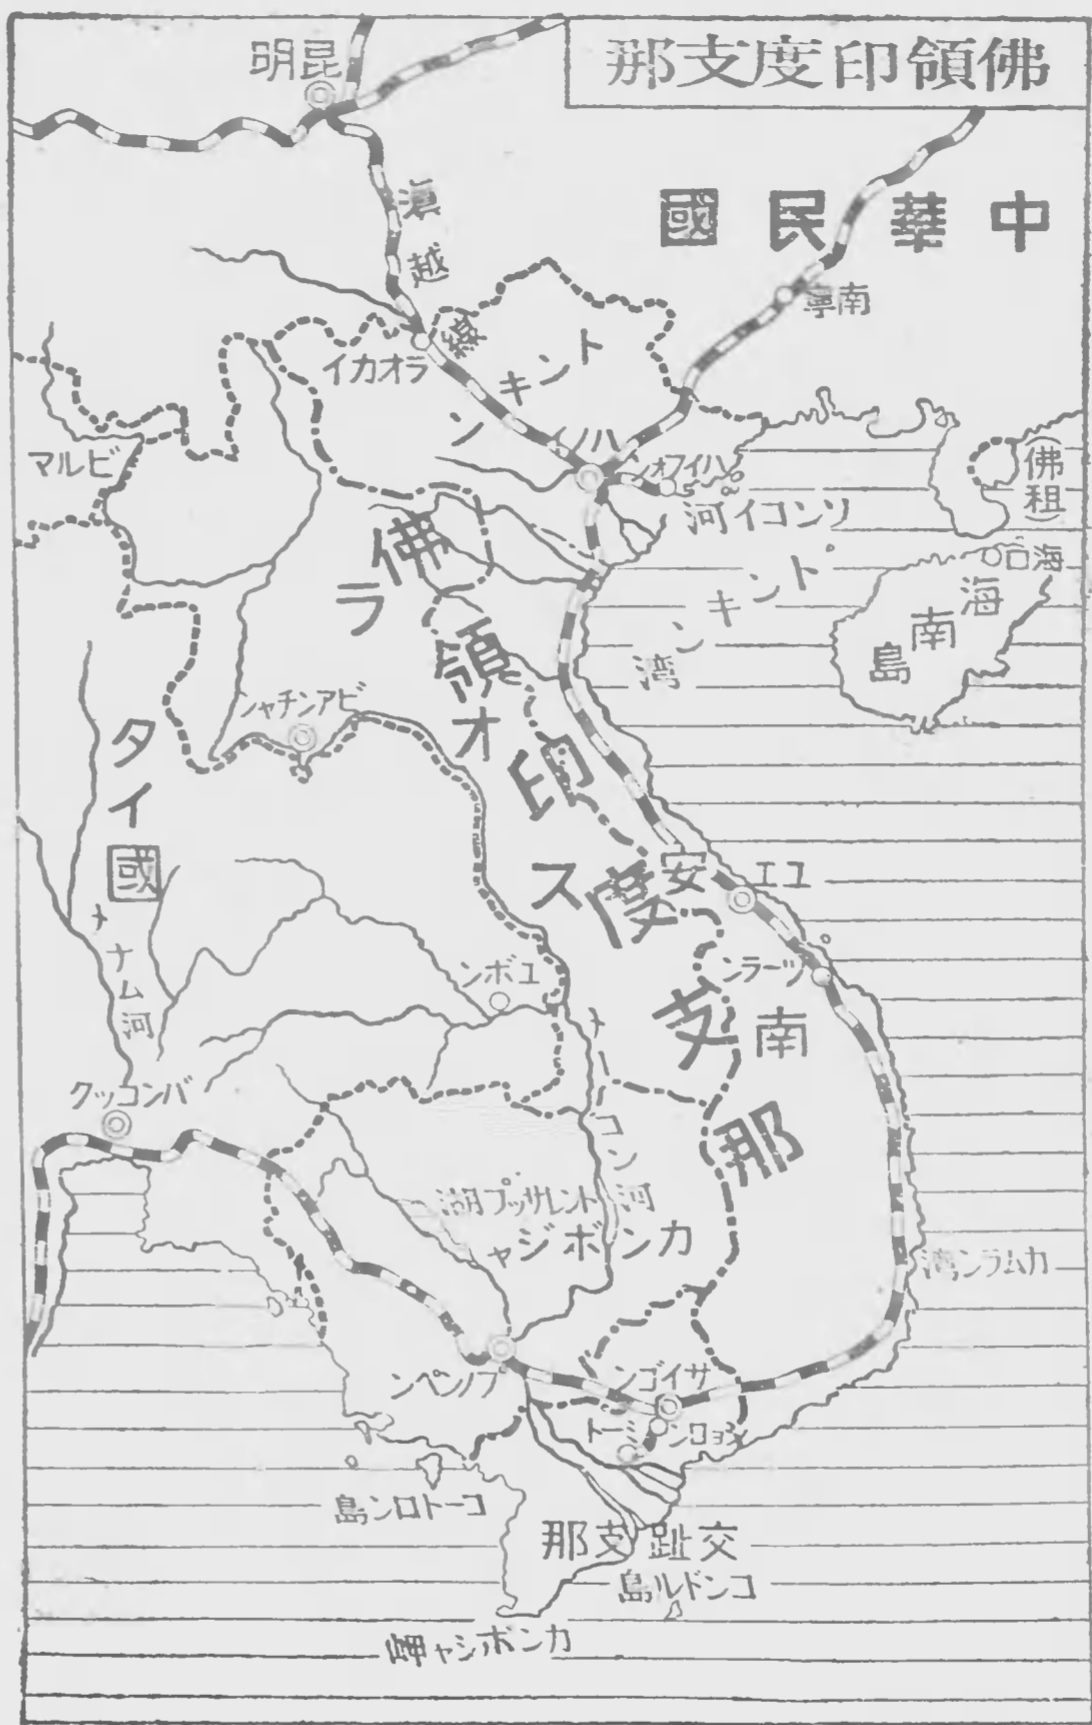 佛領印度支那
昆明
中華民國
滇越線
南寧
ラオカイ
トンキン
ハノイ
ハイフォン
ソンコイ河
ビルマ
(佛租)
海口
海南島
トンキン湾
佛領印度支那
ラオス
ビアンチャン
タイ國
メナム河
ユエ
安南
ツーラン
ユボン
メーコン河
バンコック
トンレサップ湖
カンボジャ
カムラン湾
プノンペン
サイゴン
ショロン
ミートー
コートロン島
交趾支那
コンドル島
カンボジャ岬